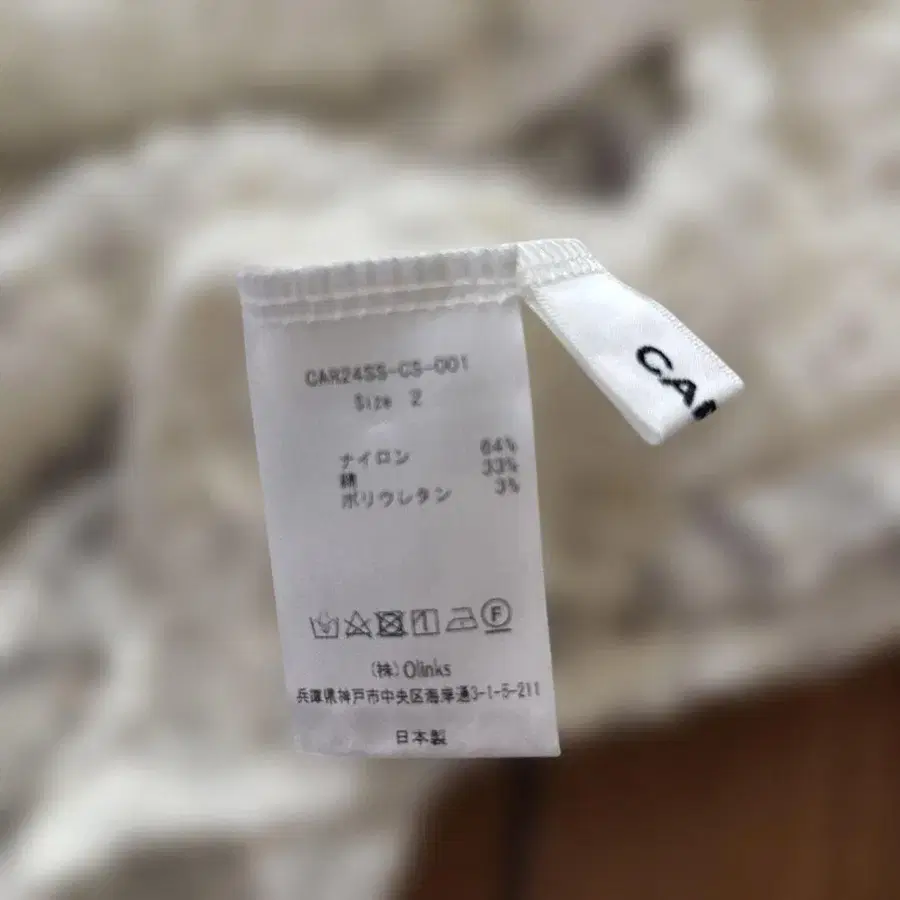 CAR24SS-CS-001
Size 2
ナイロン 64%
綿 33%
ポリウレタン 3%
F
(株)Olinks
兵庫県神戸市中央区海岸通3-1-5-211
日本製